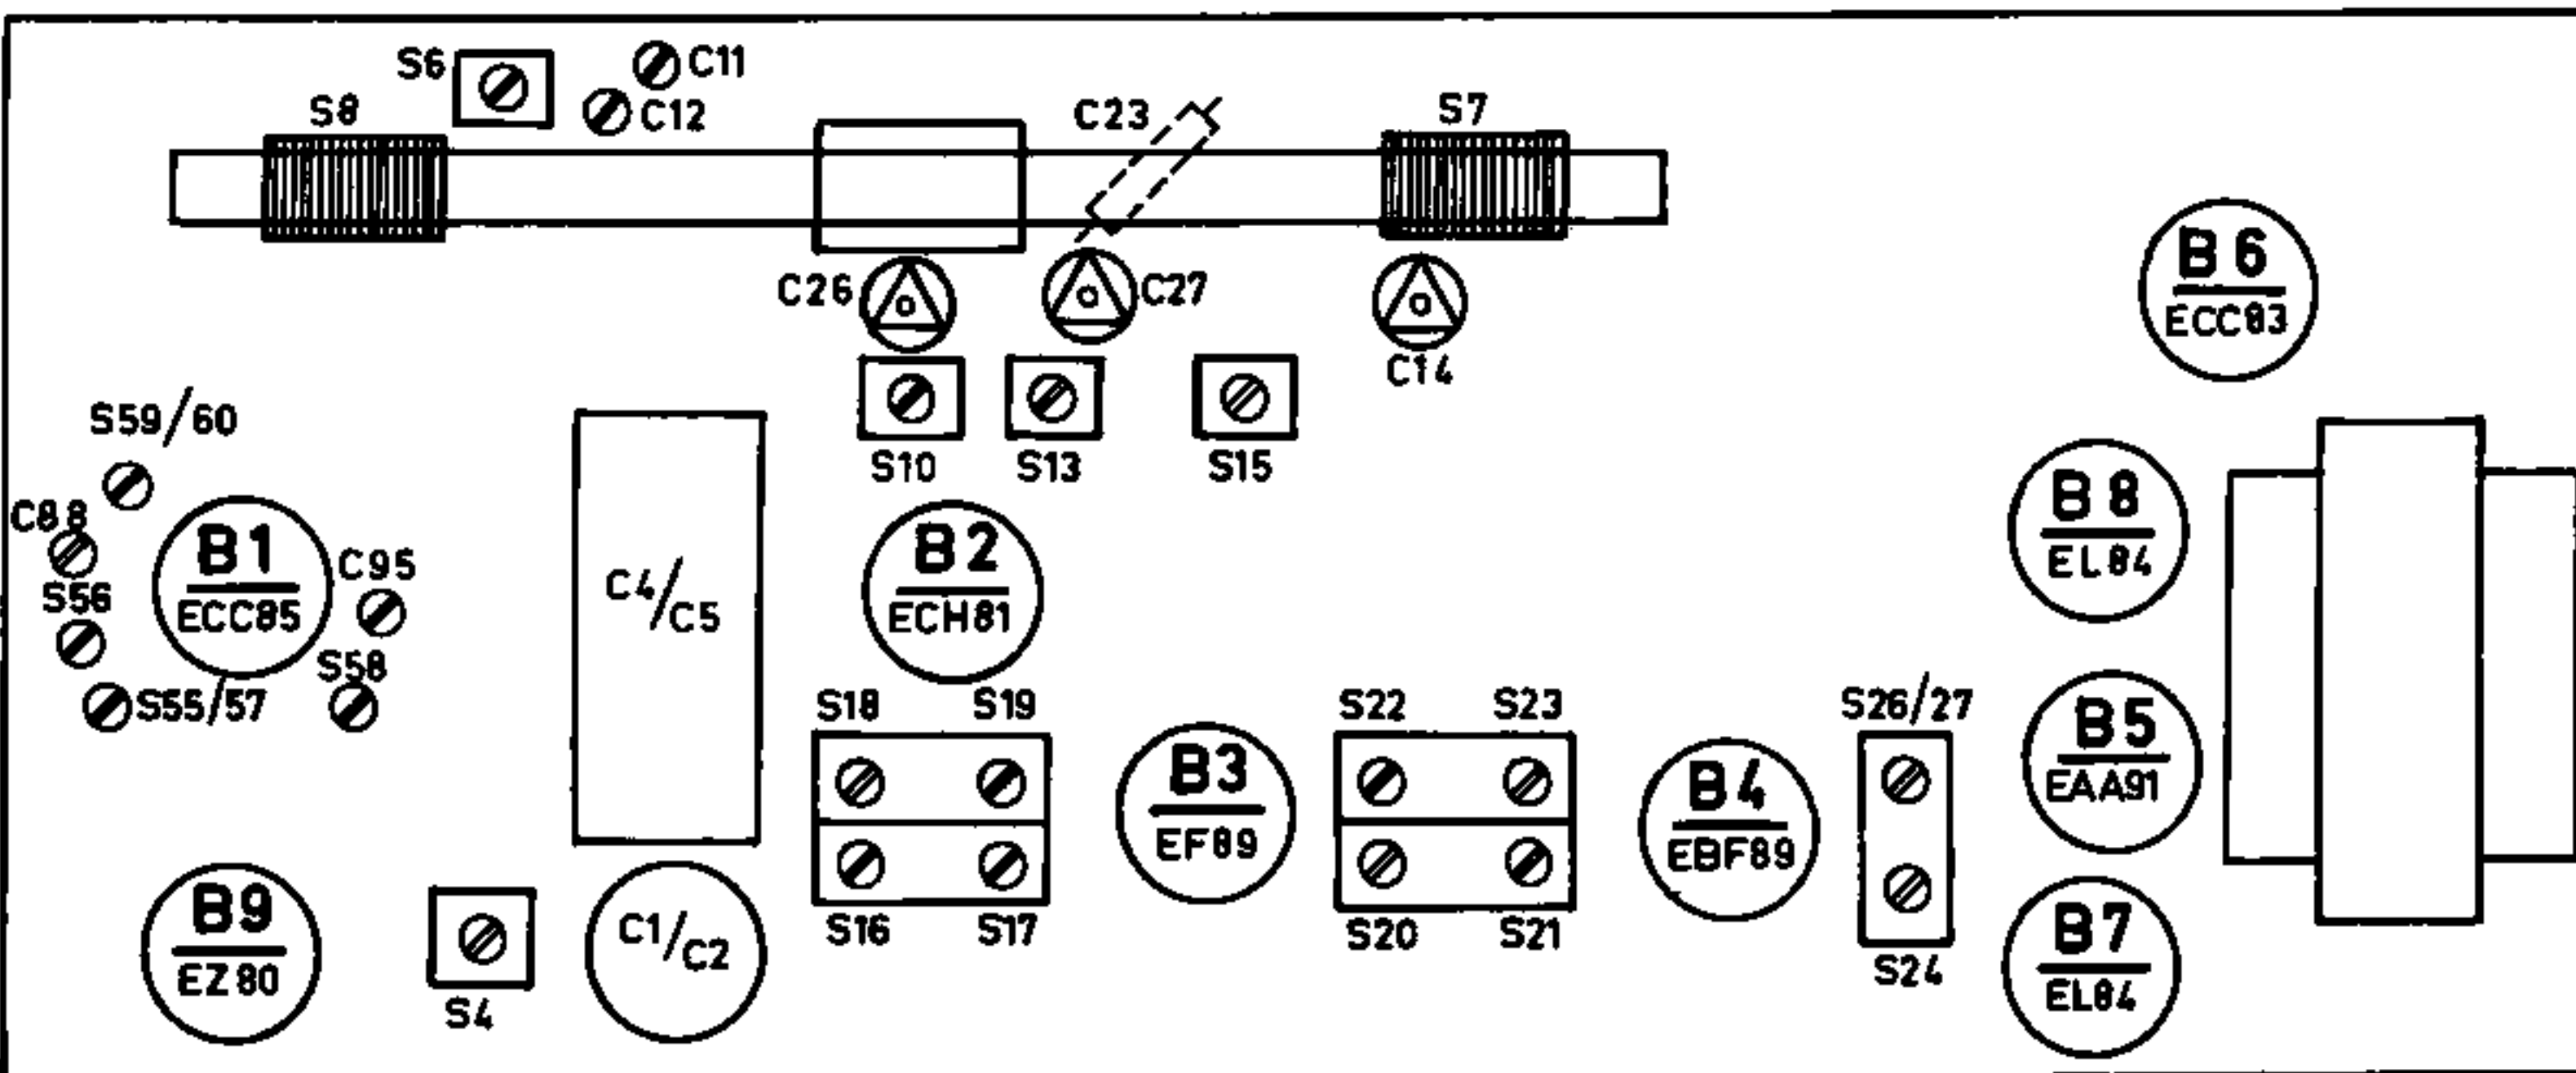 S6
C11
C12
S8
C23
S7
C26
C27
C14
B6
ECC83
S10
S13
S15
S59/60
C88
B1
ECC85
C95
S56
S58
S55/57
C4/C5
B2
ECH81
B8
EL84
S18
S19
S22
S23
S26/27
B3
EF89
B4
EBF89
B5
EAA91
S16
S17
S20
S21
S24
B9
EZ80
S4
C1/C2
B7
EL84